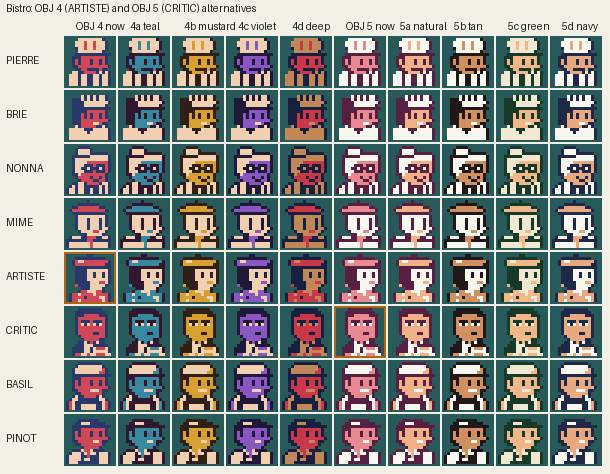 Bistro: OBJ 4 (ARTISTE) and OBJ 5 (CRITIC) alternatives
OBJ 4 now 4a teal 4b mustard 4c violet 4d deep OBJ 5 now 5a natural 5b tan 5c green 5d navy
PIERRE
BRIE
NONNA
MIME
ARTISTE
CRITIC
BASIL
PINOT